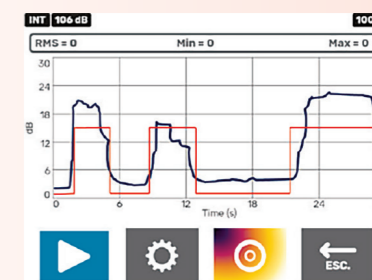 INT 106 dB 100
RMS = 0 Min = 0 Max = 0
30
24
18
12
6
0
dB
0 6 12 18 24
Time (s)
ESC.